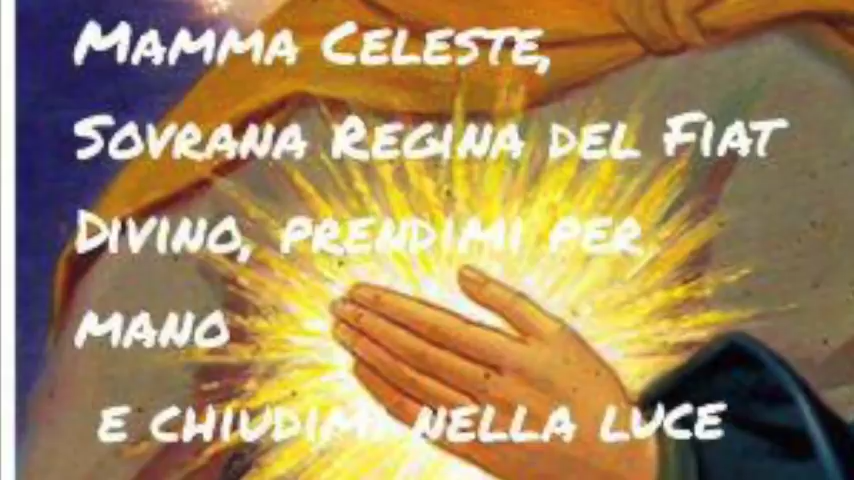 Mamma Celeste,
Sovrana Regina del Fiat
Divino, prendimi per
mano
e chiudimi nella luce